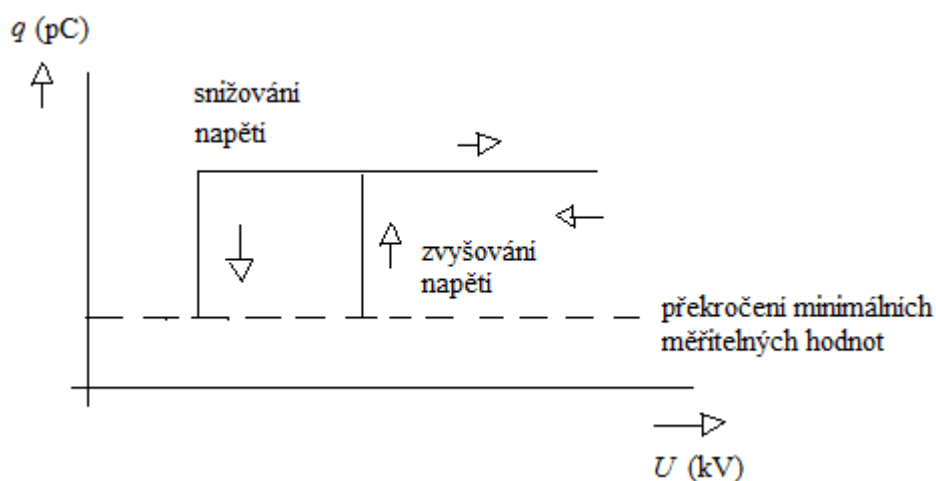 q (pC)
snižování
napětí
zvyšování
napětí
překročení minimálních
měřitelných hodnot
U (kV)